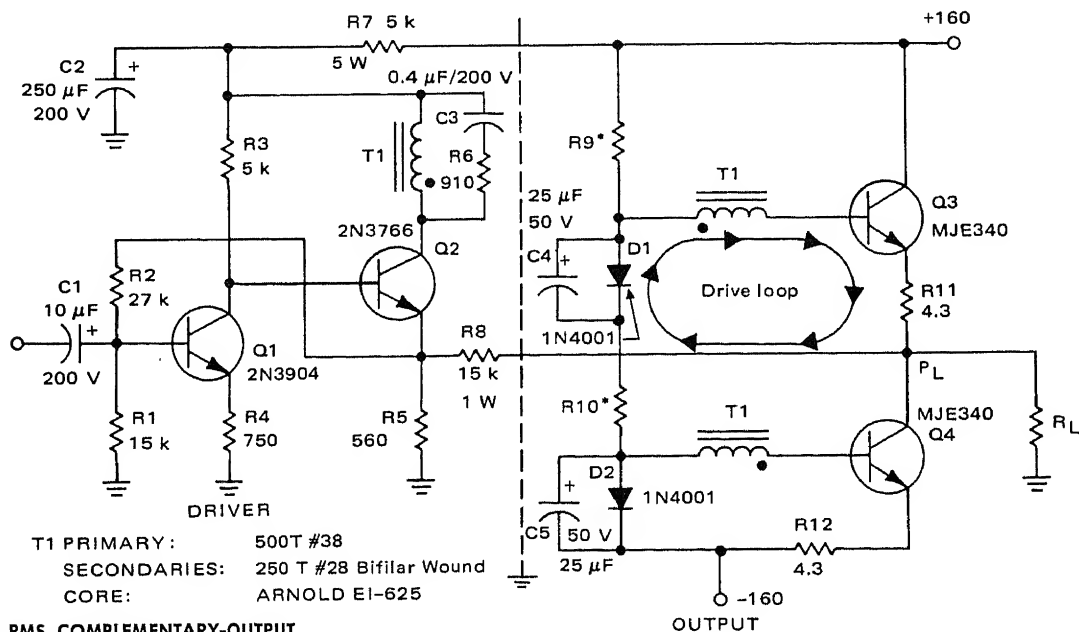 R7 5 k
5 W
+160
C2
+
250 µF
200 V
0.4 µF/200 V
C3
R3
5 k
T1
R6
910
R9*
T1
Q3
MJE340
25 µF
50 V
2N3766
Q2
C4
+
D1
Drive loop
R11
4.3
C1
10 µF
+
R2
27 k
1N4001
200 V
Q1
2N3904
R8
15 k
1 W
PL
R10*
T1
MJE340
Q4
RL
R1
15 k
R4
750
R5
560
D2
1N4001
DRIVER
+
C5
50 V
25 µF
R12
4.3
T1 PRIMARY: 500T #38
SECONDARIES: 250 T #28 Bifilar Wound
CORE: ARNOLD EI-625
-160
OUTPUT
RMS COMPLEMENTARY-OUTPUT